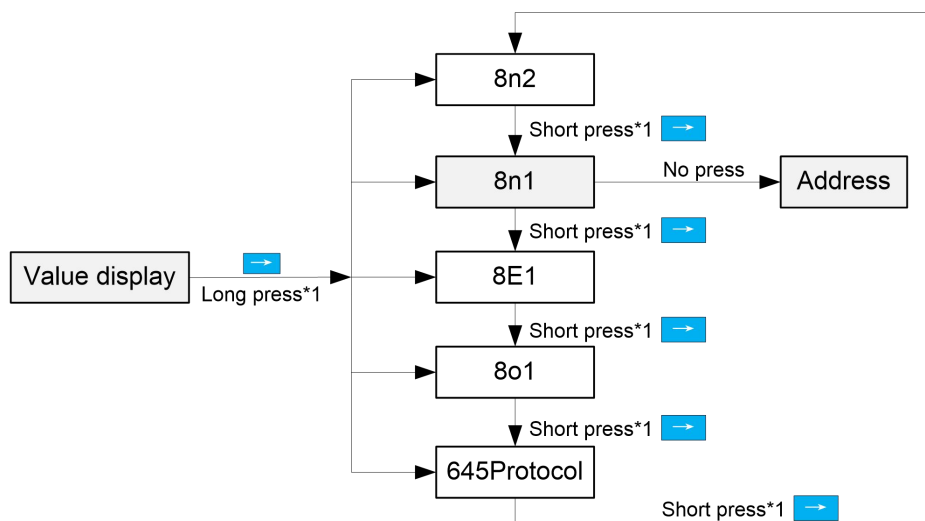 8n2
Short press*1 →
8n1
No press
Address
Short press*1 →
Value display
→
Long press*1
8E1
Short press*1 →
8o1
Short press*1 →
645Protocol
Short press*1 →